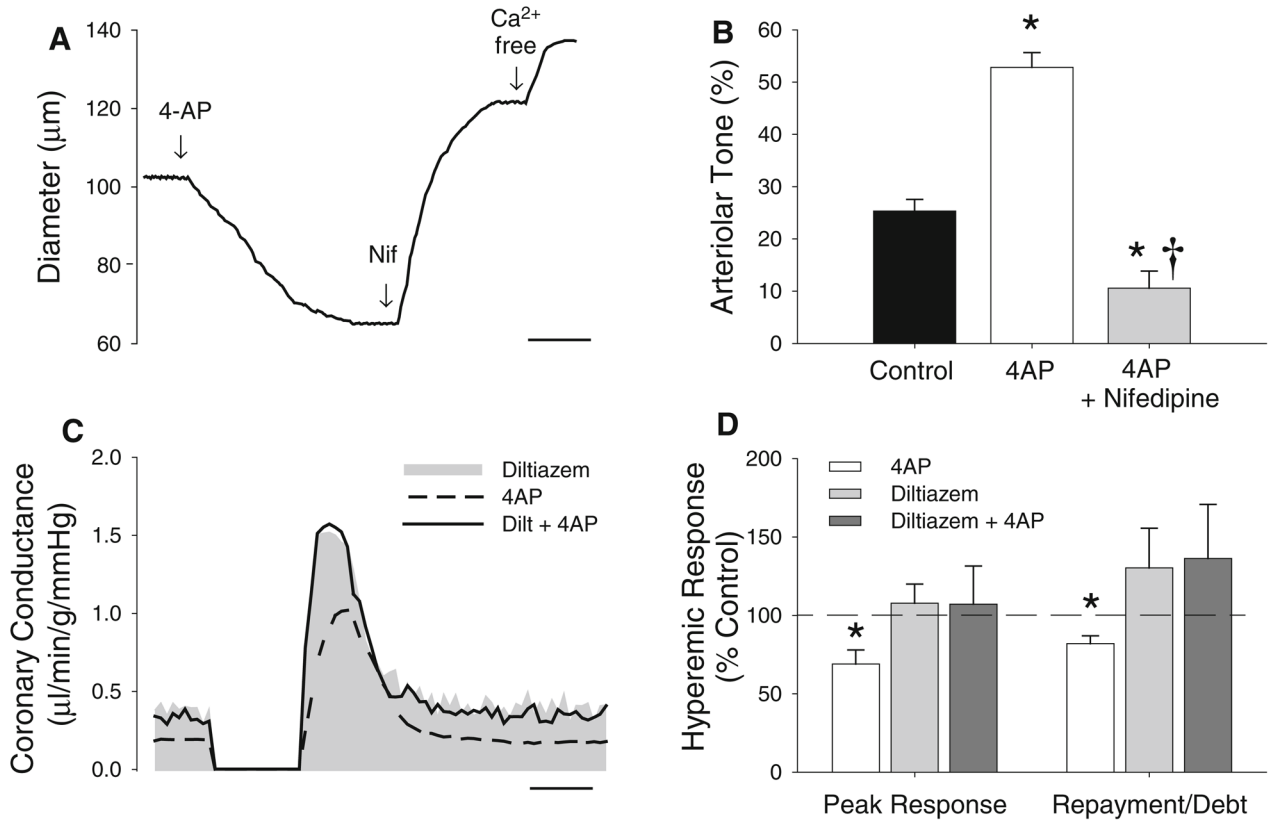 A
140
120
100
80
60
Diameter (μm)
4-AP
Nif
Ca²⁺
free
B
60
50
40
30
20
10
0
Arteriolar Tone (%)
*
* †
Control
4AP
4AP
+ Nifedipine
C
2.0
1.5
1.0
0.5
0.0
Coronary Conductance
(μl/min/g/mmHg)
Diltiazem
4AP
Dilt + 4AP
D
200
150
100
50
0
Hyperemic Response
(% Control)
4AP
Diltiazem
Diltiazem + 4AP
*
*
Peak Response
Repayment/Debt